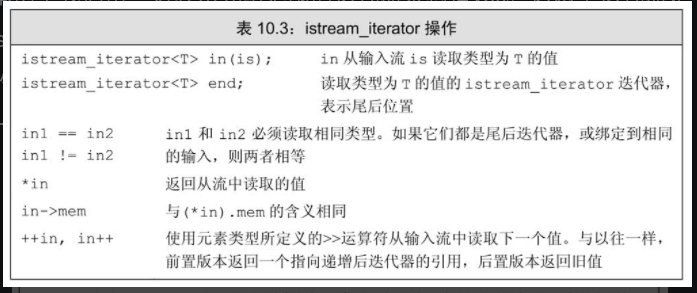 表 10.3：istream_iterator 操作
istream_iterator<T> in(is); in 从输入流 is 读取类型为 T 的值
istream_iterator<T> end; 读取类型为 T 的值的 istream_iterator 迭代器，
表示尾后位置
in1 == in2 in1 和 in2 必须读取相同类型。如果它们都是尾后迭代器，或绑定到相同
in1 != in2 的输入，则两者相等
*in 返回从流中读取的值
in->mem 与(*in).mem 的含义相同
++in, in++ 使用元素类型所定义的>>运算符从输入流中读取下一个值。与以往一样，
前置版本返回一个指向递增后迭代器的引用，后置版本返回旧值